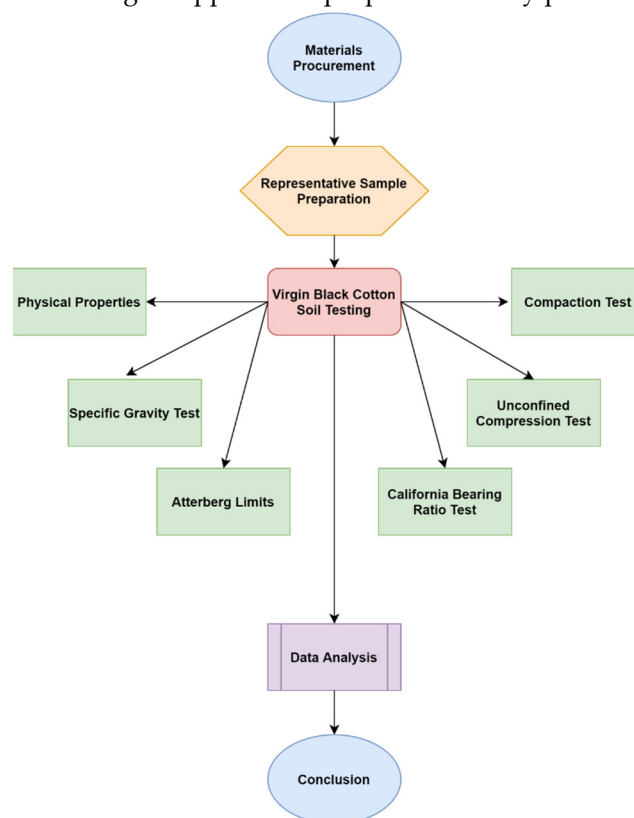 Materials
Procurement
Representative Sample
Preparation
Virgin Black Cotton
Soil Testing
Physical Properties
Compaction Test
Specific Gravity Test
Unconfined
Compression Test
Atterberg Limits
California Bearing
Ratio Test
Data Analysis
Conclusion